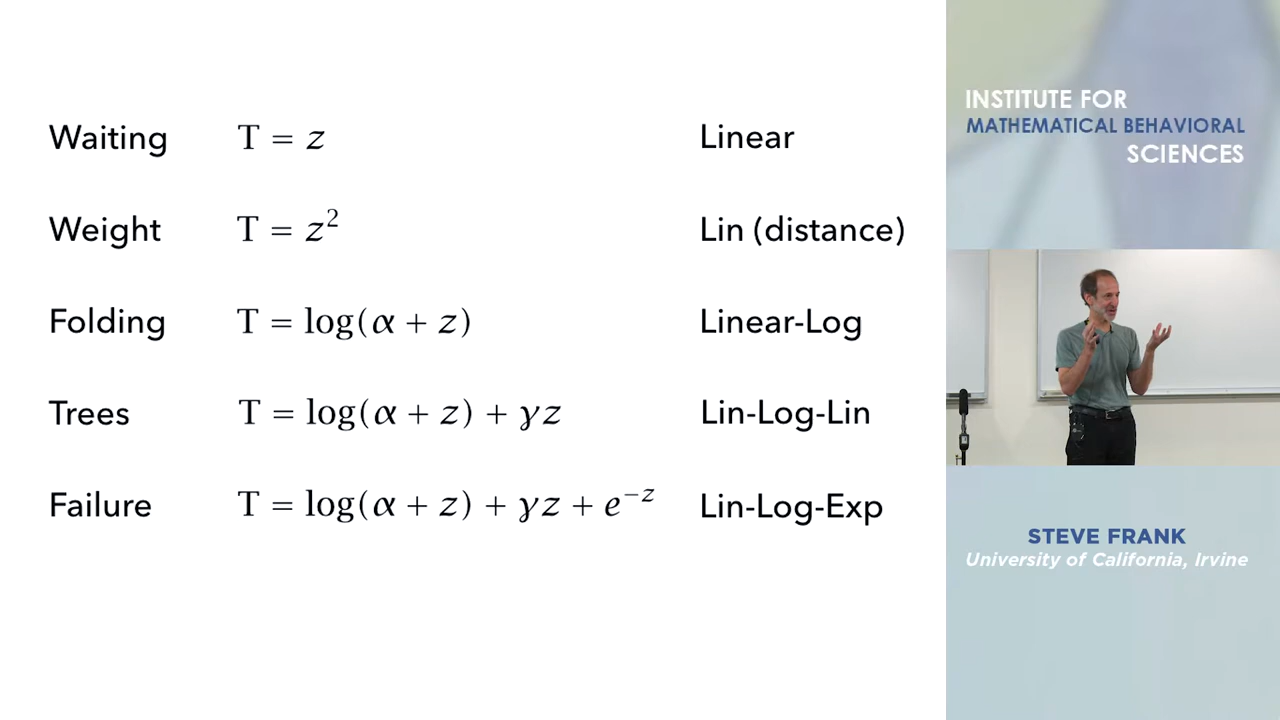 Waiting T = z Linear
Weight T = z² Lin (distance)
Folding T = log(α + z) Linear-Log
Trees T = log(α + z) + γz Lin-Log-Lin
Failure T = log(α + z) + γz + e⁻ᶻ Lin-Log-Exp
INSTITUTE FOR
MATHEMATICAL BEHAVIORAL
SCIENCES
STEVE FRANK
University of California, Irvine